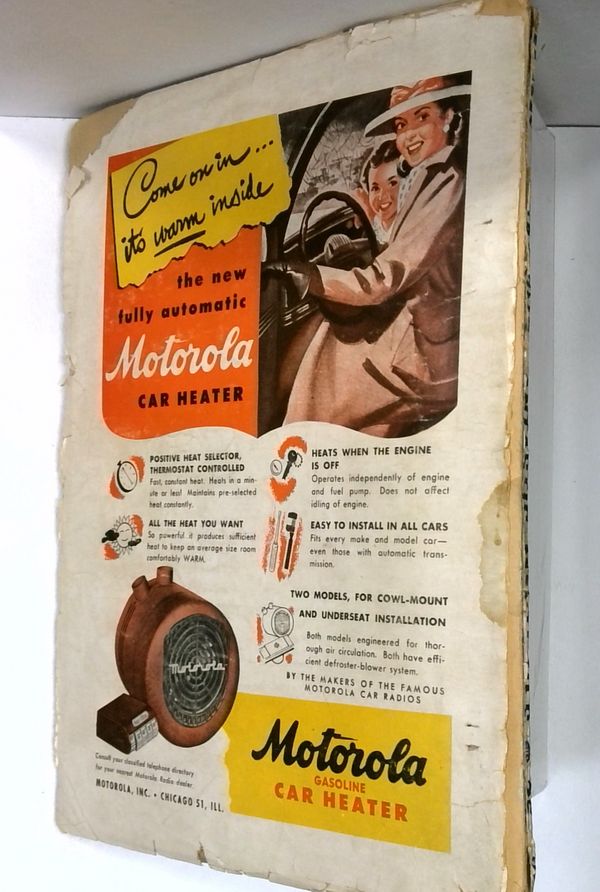 Come on in...
its warm inside
the new
fully automatic
Motorola
CAR HEATER
POSITIVE HEAT SELECTOR,
THERMOSTAT CONTROLLED
Fast, constant heat. Heats in a min-
ute or less! Maintains pre-selected
heat constantly.
ALL THE HEAT YOU WANT
So powerful it produces sufficient
heat to keep an average size room
comfortably WARM.
HEATS WHEN THE ENGINE
IS OFF
Operates independently of engine
and fuel pump. Does not affect
idling of engine.
EASY TO INSTALL IN ALL CARS
Fits every make and model car—
even those with automatic trans-
mission.
TWO MODELS, FOR COWL-MOUNT
AND UNDERSEAT INSTALLATION
Both models engineered for thor-
ough air circulation. Both have effi-
cient defroster-blower system.
BY THE MAKERS OF THE FAMOUS
MOTOROLA CAR RADIOS
Motorola
Consult your classified telephone directory
for your nearest Motorola Radio dealer
MOTOROLA, INC. • CHICAGO 51, ILL.
Motorola
GASOLINE
CAR HEATER